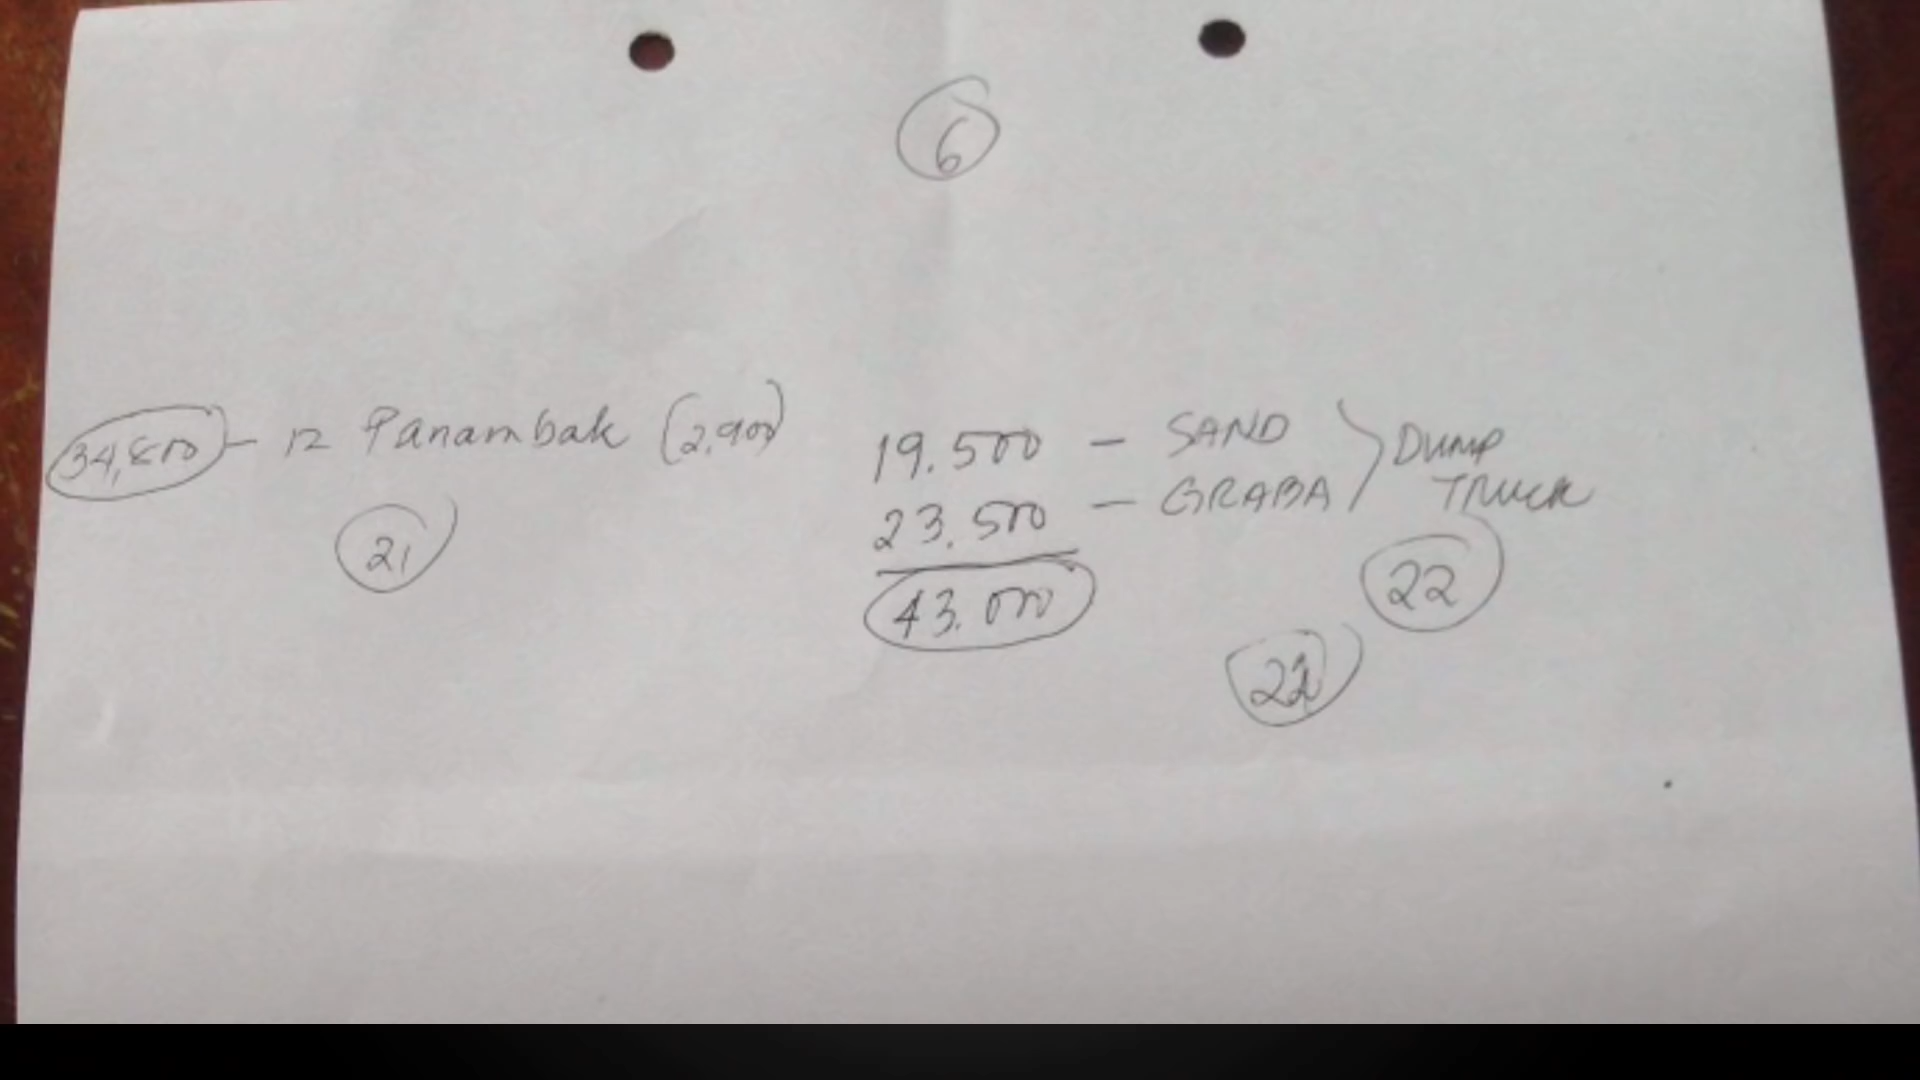 6
34,800 - 12 Panambak (2,900)
21
19.500 - SAND
23.500 - GRABA
DUMP
TRUCK
43.000
22
22